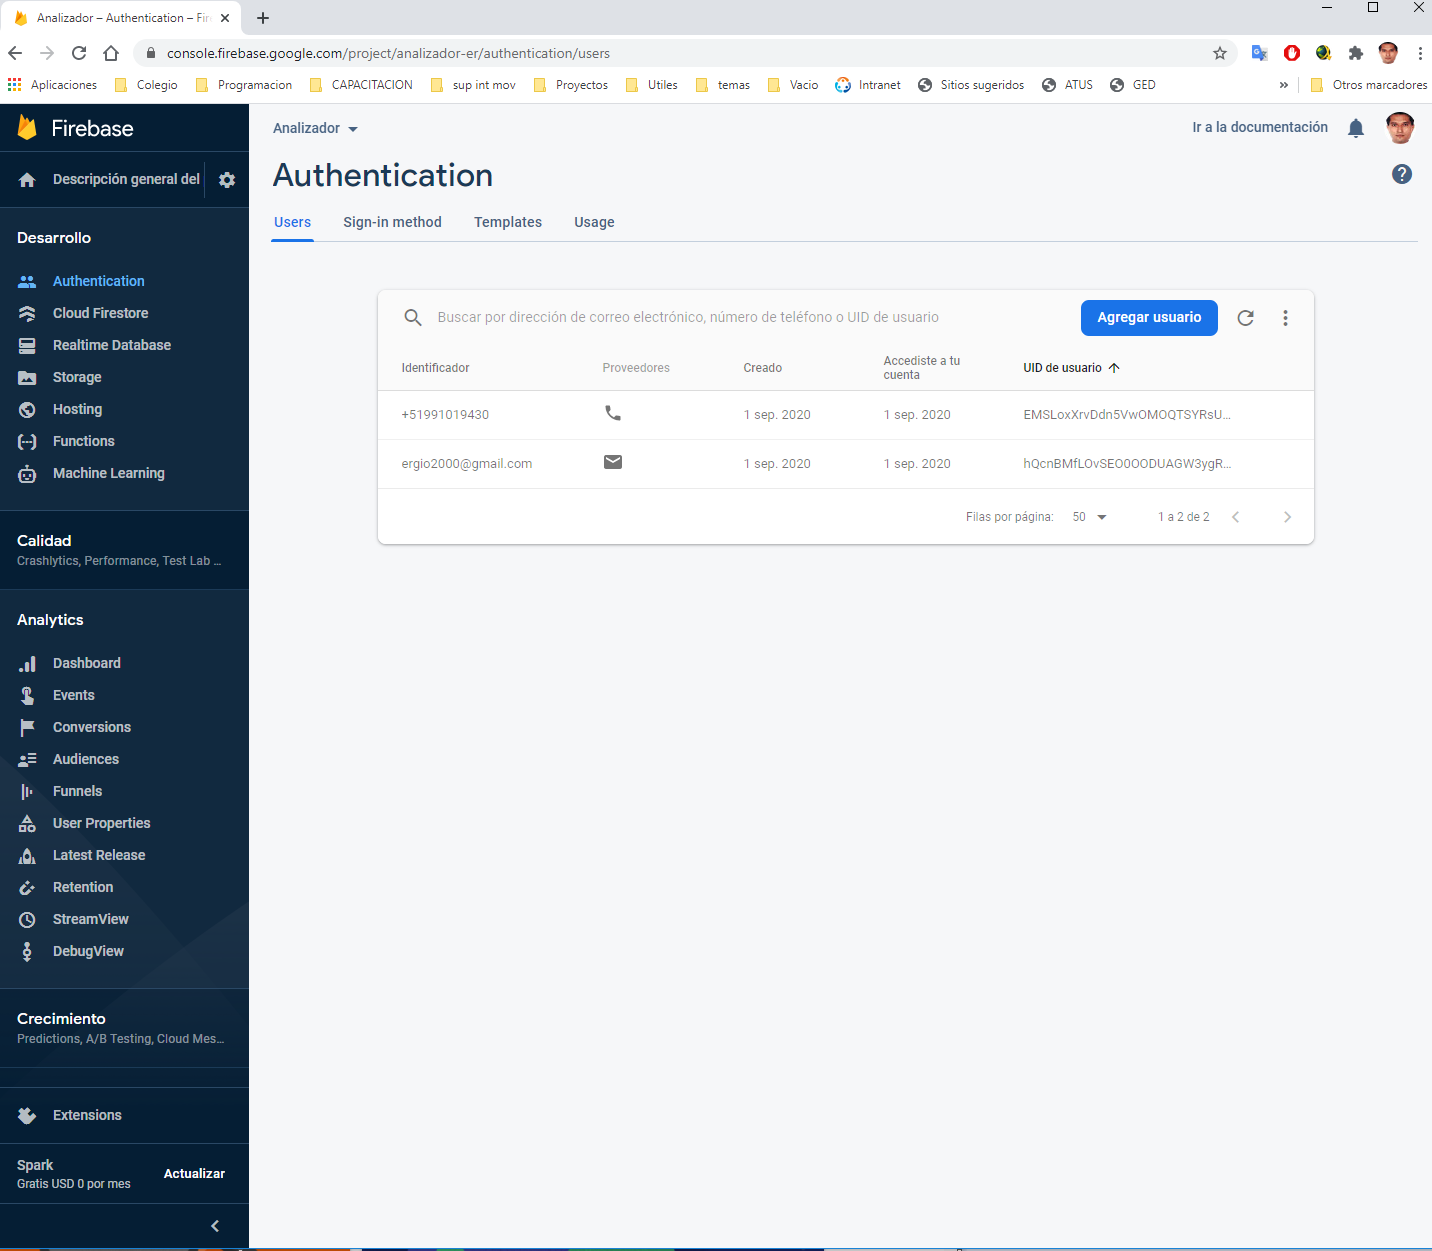 Analizador – Authentication – Fire
console.firebase.google.com/project/analizador-er/authentication/users
Aplicaciones
Colegio
Programacion
CAPACITACION
sup int mov
Proyectos
Utiles
temas
Vacio
Intranet
Sitios sugeridos
ATUS
GED
»
Otros marcadores
Firebase
Descripción general del
Desarrollo
Authentication
Cloud Firestore
Realtime Database
Storage
Hosting
Functions
Machine Learning
Calidad
Crashlytics, Performance, Test Lab ...
Analytics
Dashboard
Events
Conversions
Audiences
Funnels
User Properties
Latest Release
Retention
StreamView
DebugView
Crecimiento
Predictions, A/B Testing, Cloud Mes...
Extensions
Spark
Gratis USD 0 por mes
Actualizar
Analizador
Ir a la documentación
Authentication
Users Sign-in method Templates Usage
Buscar por dirección de correo electrónico, número de teléfono o UID de usuario
Agregar usuario
Identificador Proveedores Creado Accediste a tu cuenta UID de usuario
+51991019430 1 sep. 2020 1 sep. 2020 EMSLoxXrvDdn5VwOMOQTSYRsU...
ergio2000@gmail.com 1 sep. 2020 1 sep. 2020 hQcnBMfLOvSEO0OODUAGW3ygR...
Filas por página: 50 1 a 2 de 2